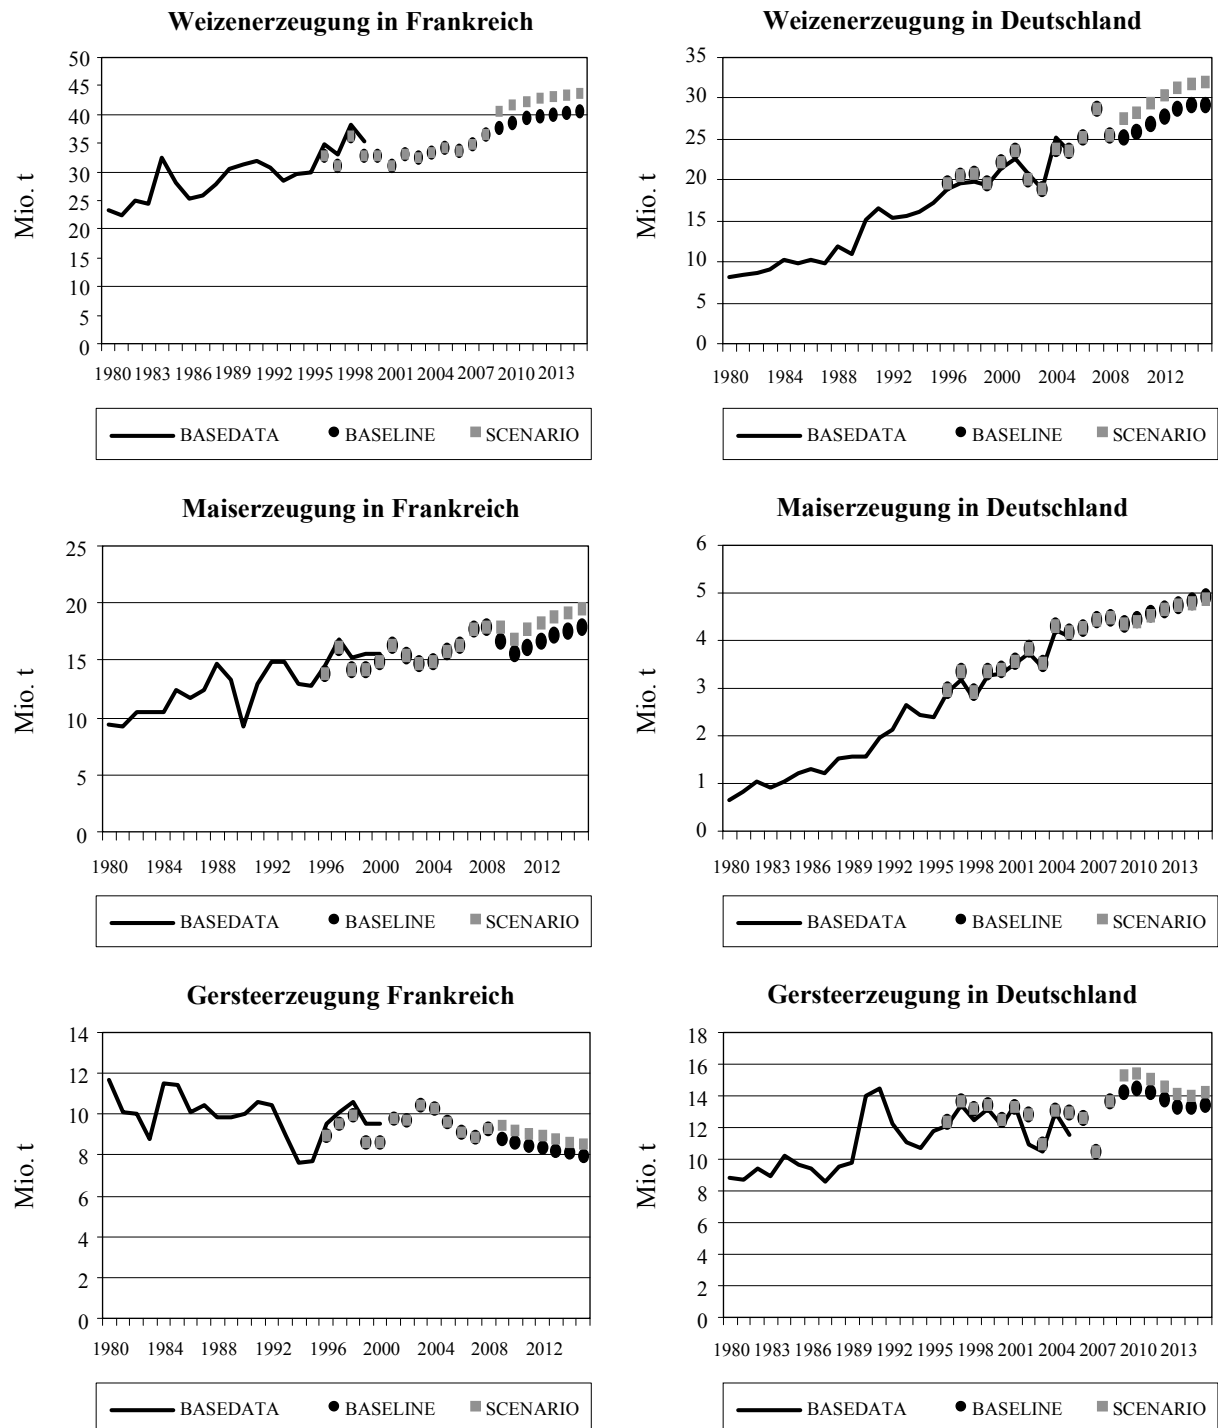 Weizenerzeugung in Frankreich
Mio. t
50
45
40
35
30
25
20
15
10
5
0
1980 1983 1986 1989 1992 1995 1998 2001 2004 2007 2010 2013
BASEDATA BASELINE SCENARIO
Weizenerzeugung in Deutschland
Mio. t
35
30
25
20
15
10
5
0
1980 1984 1988 1992 1996 2000 2004 2008 2012
BASEDATA BASELINE SCENARIO
Maiserzeugung in Frankreich
Mio. t
25
20
15
10
5
0
1980 1984 1988 1992 1996 2000 2004 2008 2012
BASEDATA BASELINE SCENARIO
Maiserzeugung in Deutschland
Mio. t
6
5
4
3
2
1
0
1980 1983 1986 1989 1992 1995 1998 2001 2004 2007 2010 2013
BASEDATA BASELINE SCENARIO
Gersteerzeugung Frankreich
Mio. t
14
12
10
8
6
4
2
0
1980 1984 1988 1992 1996 2000 2004 2008 2012
BASEDATA BASELINE SCENARIO
Gersteerzeugung in Deutschland
Mio. t
18
16
14
12
10
8
6
4
2
0
1980 1983 1986 1989 1992 1995 1998 2001 2004 2007 2010 2013
BASEDATA BASELINE SCENARIO